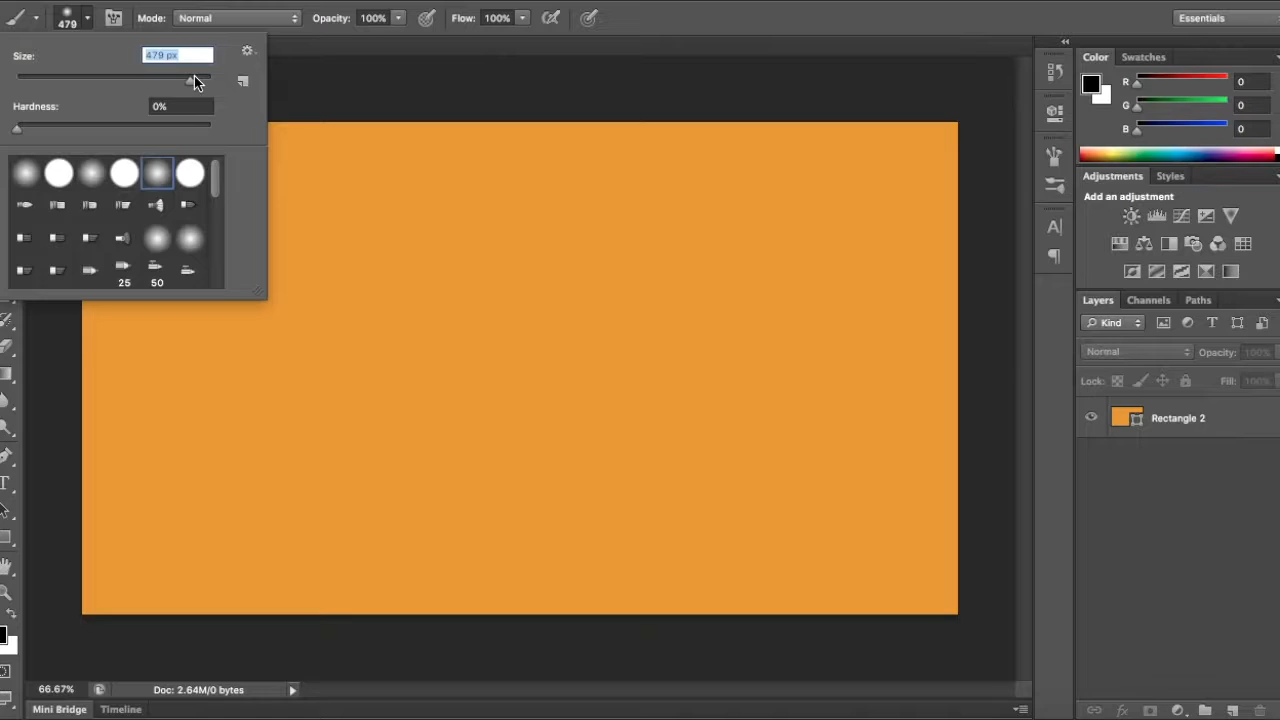 479 Mode: Normal Opacity: 100% Flow: 100% Essentials
Size: 479 px
Hardness: 0%
25 50
Color Swatches
R 0
G 0
B 0
Adjustments Styles
Add an adjustment
Layers Channels Paths
Kind T
Normal Opacity: 100%
Lock: Fill: 100%
Rectangle 2
A
T
66.67% Doc: 2.64M/0 bytes
Mini Bridge Timeline
fx